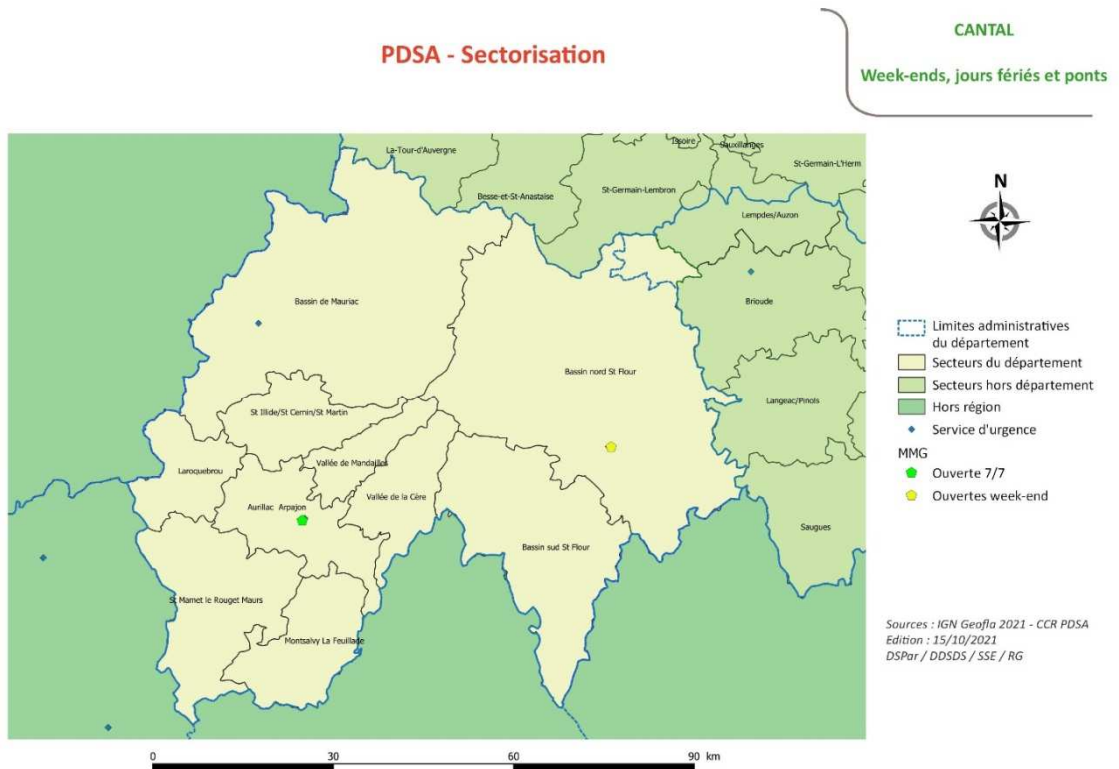 PDSA - Sectorisation
CANTAL
Week-ends, jours fériés et ponts
La-Tour-d'Auvergne
Issoire
Sauxillanges
St-Germain-L'Herm
Besse-et-St-Anastaise
St-Germain-Lembron
Lempdes/Auzon
Bassin de Mauriac
Brioude
Bassin nord St Flour
Langeac/Pinols
St Illide/St Cernin/St Martin
Vallée de Mandailles
Laroquebrou
Vallée de la Cère
Aurillac Arpajon
Saugues
Bassin sud St Flour
St Mamet le Rouget Maurs
Montsalvy La Feuillade
N
Limites administratives
du département
Secteurs du département
Secteurs hors département
Hors région
Service d'urgence
MMG
Ouverte 7/7
Ouvertes week-end
Sources : IGN Geofla 2021 - CCR PDSA
Edition : 15/10/2021
DSPar / DDSDS / SSE / RG
0 30 60 90 km